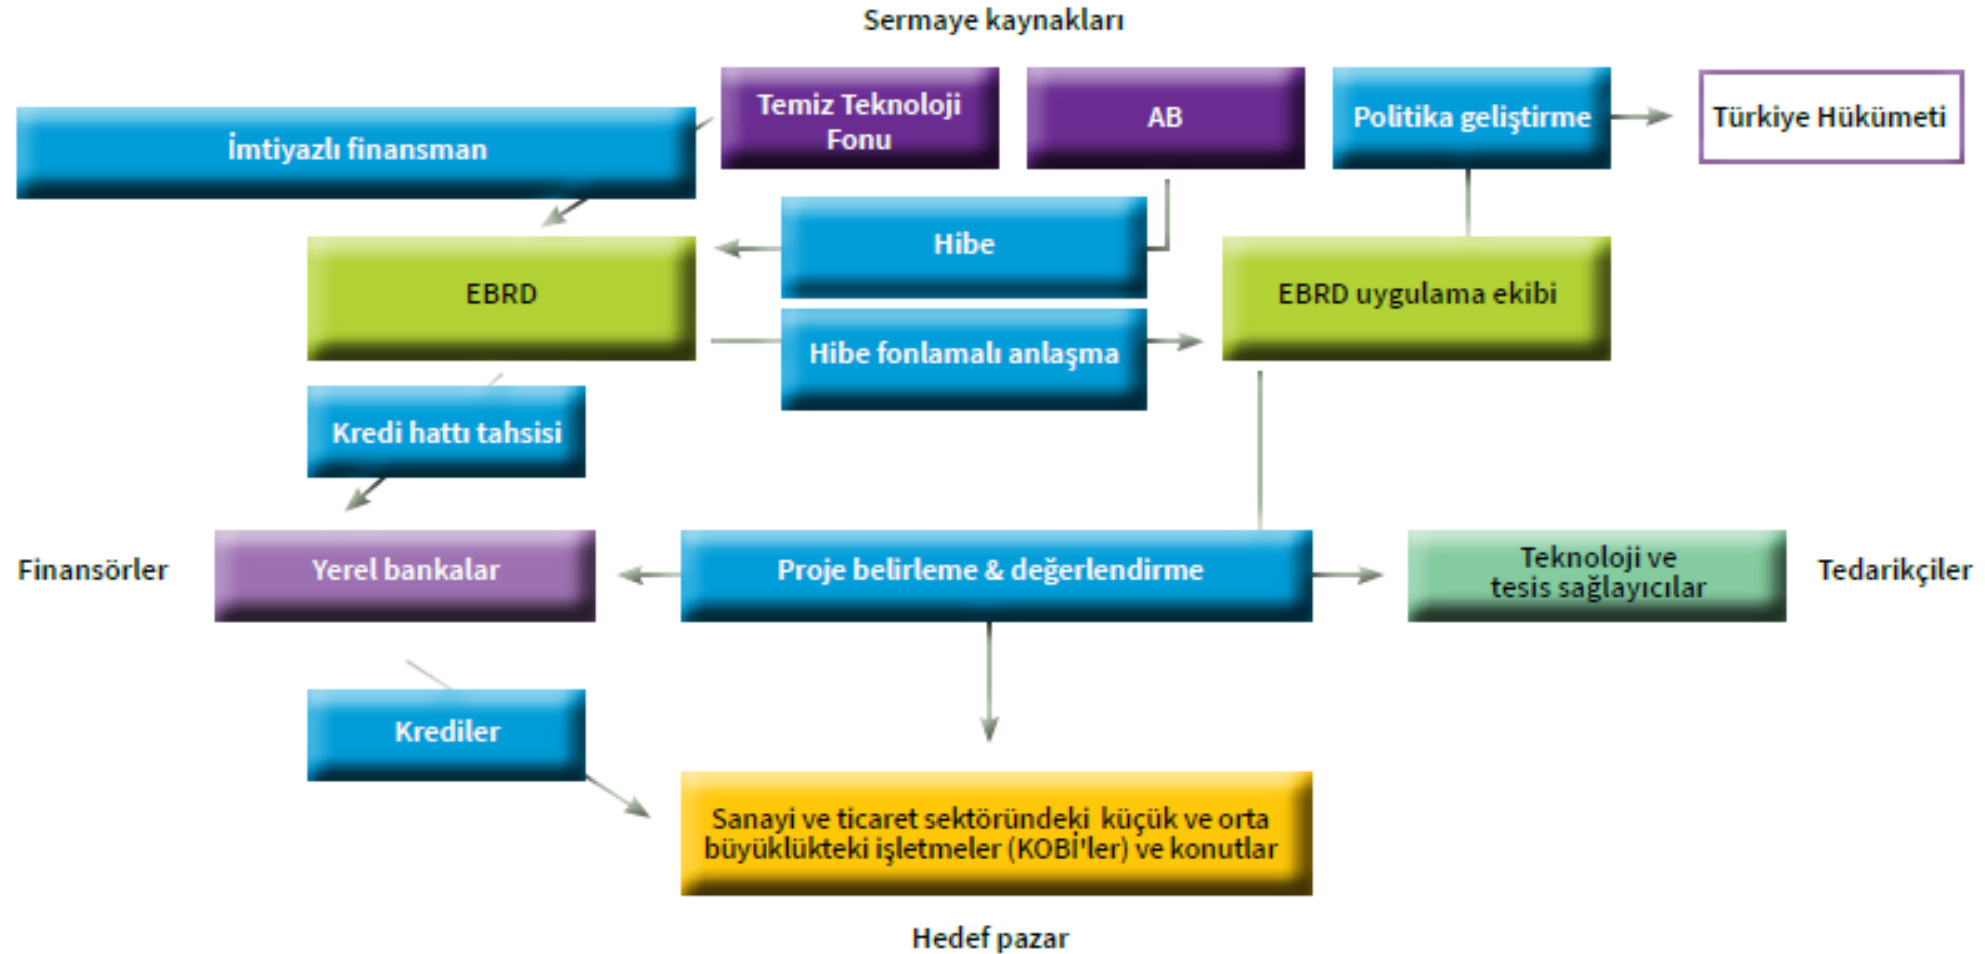 Sermaye kaynakları
Temiz Teknoloji
Fonu
AB
Politika geliştirme
Türkiye Hükümeti
İmtiyazlı finansman
Hibe
EBRD
EBRD uygulama ekibi
Hibe fonlamalı anlaşma
Kredi hattı tahsisi
Finansörler
Yerel bankalar
Proje belirleme & değerlendirme
Teknoloji ve
tesis sağlayıcılar
Tedarikçiler
Krediler
Sanayi ve ticaret sektöründeki küçük ve orta
büyüklükteki işletmeler (KOBİ'ler) ve konutlar
Hedef pazar